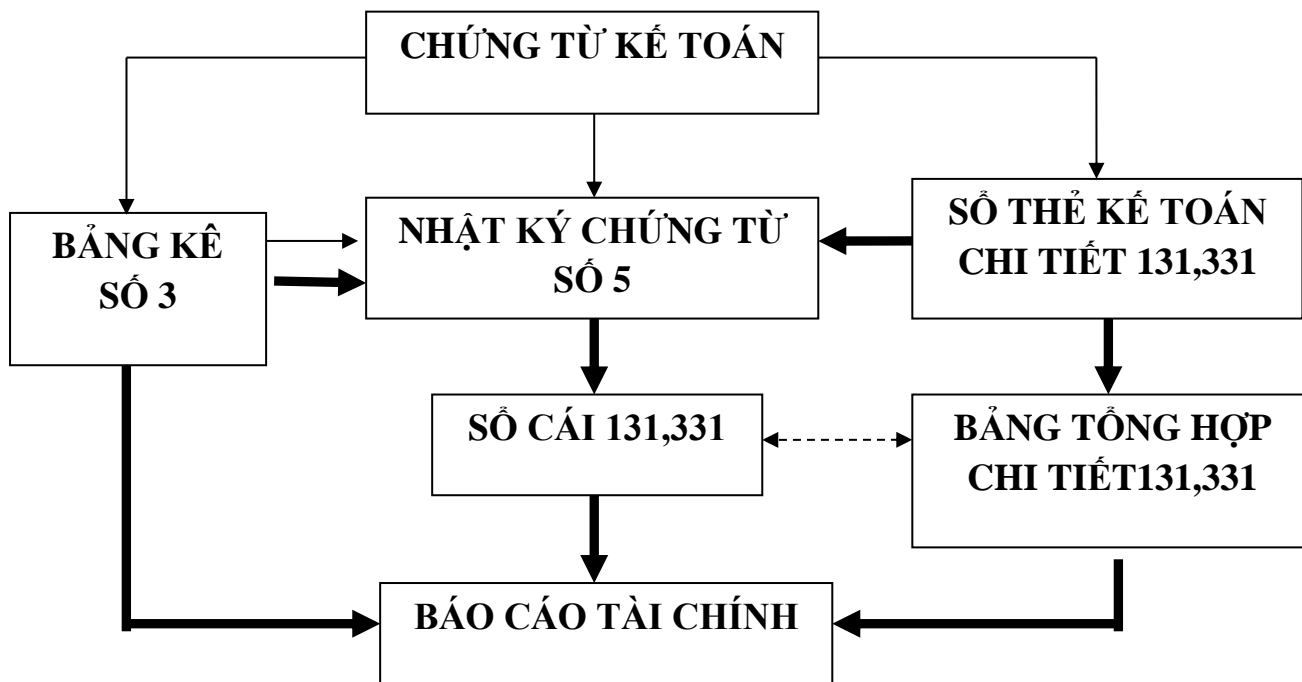 CHỨNG TỪ KẾ TOÁN
BẢNG KÊ
SỐ 3
NHẬT KÝ CHỨNG TỪ
SỐ 5
SỔ THẺ KẾ TOÁN
CHI TIẾT 131,331
SỔ CÁI 131,331
BẢNG TỔNG HỢP
CHI TIẾT131,331
BÁO CÁO TÀI CHÍNH